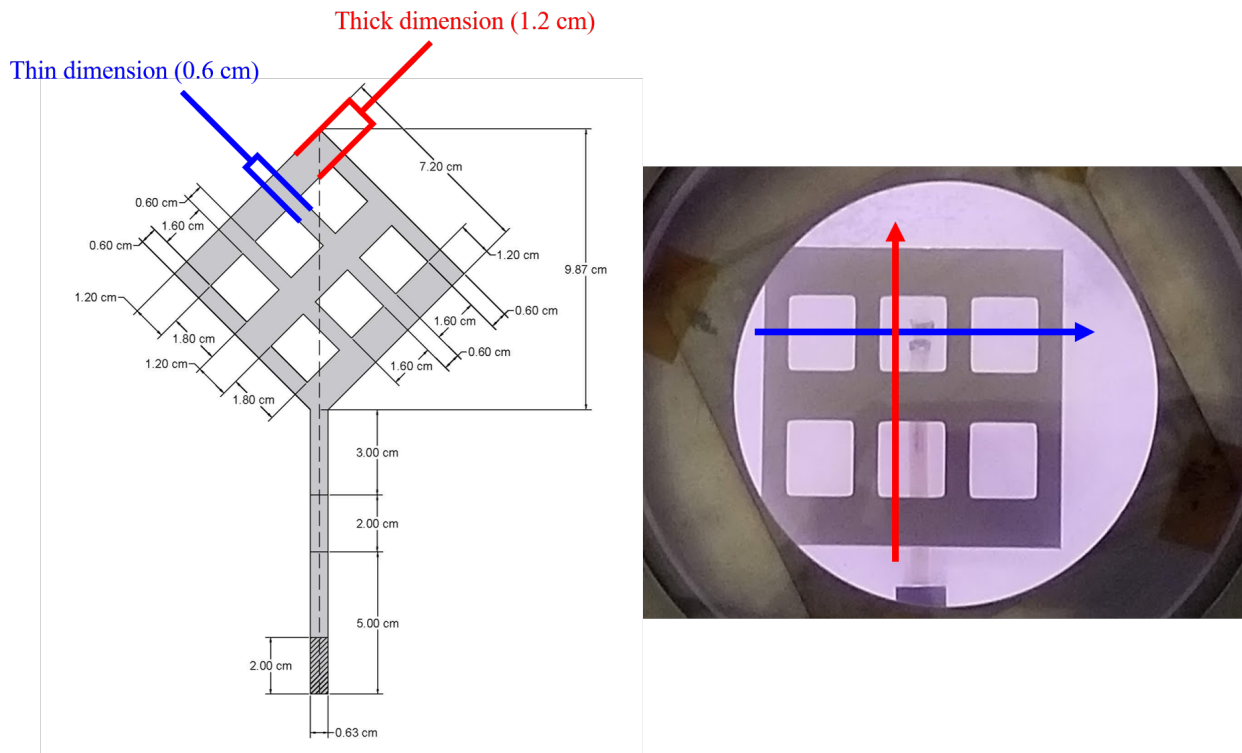 Thick dimension (1.2 cm)
Thin dimension (0.6 cm)
7.20 cm
0.60 cm
1.60 cm
0.60 cm
1.20 cm
9.87 cm
1.20 cm
0.60 cm
1.80 cm
1.60 cm
1.20 cm
0.60 cm
1.60 cm
1.80 cm
3.00 cm
2.00 cm
5.00 cm
2.00 cm
0.63 cm